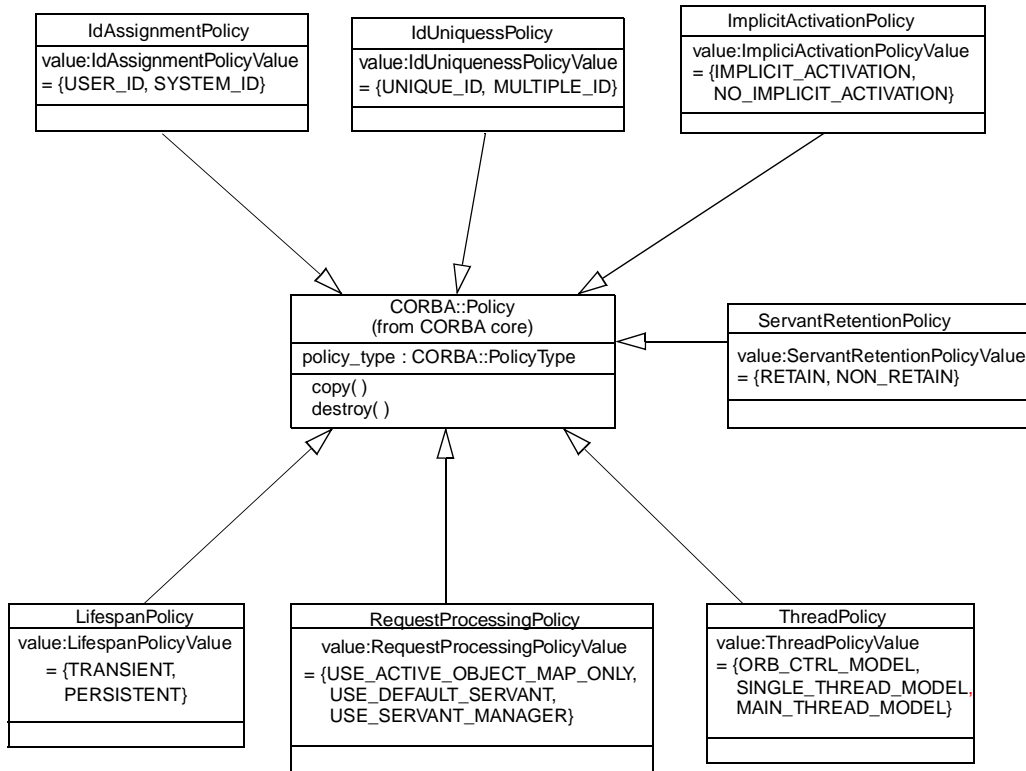 IdAssignmentPolicy
value:IdAssignmentPolicyValue
= {USER_ID, SYSTEM_ID}
IdUniquessPolicy
value:IdUniquenessPolicyValue
= {UNIQUE_ID, MULTIPLE_ID}
ImplicitActivationPolicy
value:ImpliciActivationPolicyValue
= {IMPLICIT_ACTIVATION,
NO_IMPLICIT_ACTIVATION}
CORBA::Policy
(from CORBA core)
policy_type : CORBA::PolicyType
copy( )
destroy( )
ServantRetentionPolicy
value:ServantRetentionPolicyValue
= {RETAIN, NON_RETAIN}
LifespanPolicy
value:LifespanPolicyValue
= {TRANSIENT,
PERSISTENT}
RequestProcessingPolicy
value:RequestProcessingPolicyValue
= {USE_ACTIVE_OBJECT_MAP_ONLY,
USE_DEFAULT_SERVANT,
USE_SERVANT_MANAGER}
ThreadPolicy
value:ThreadPolicyValue
= {ORB_CTRL_MODEL,
SINGLE_THREAD_MODEL,
MAIN_THREAD_MODEL}